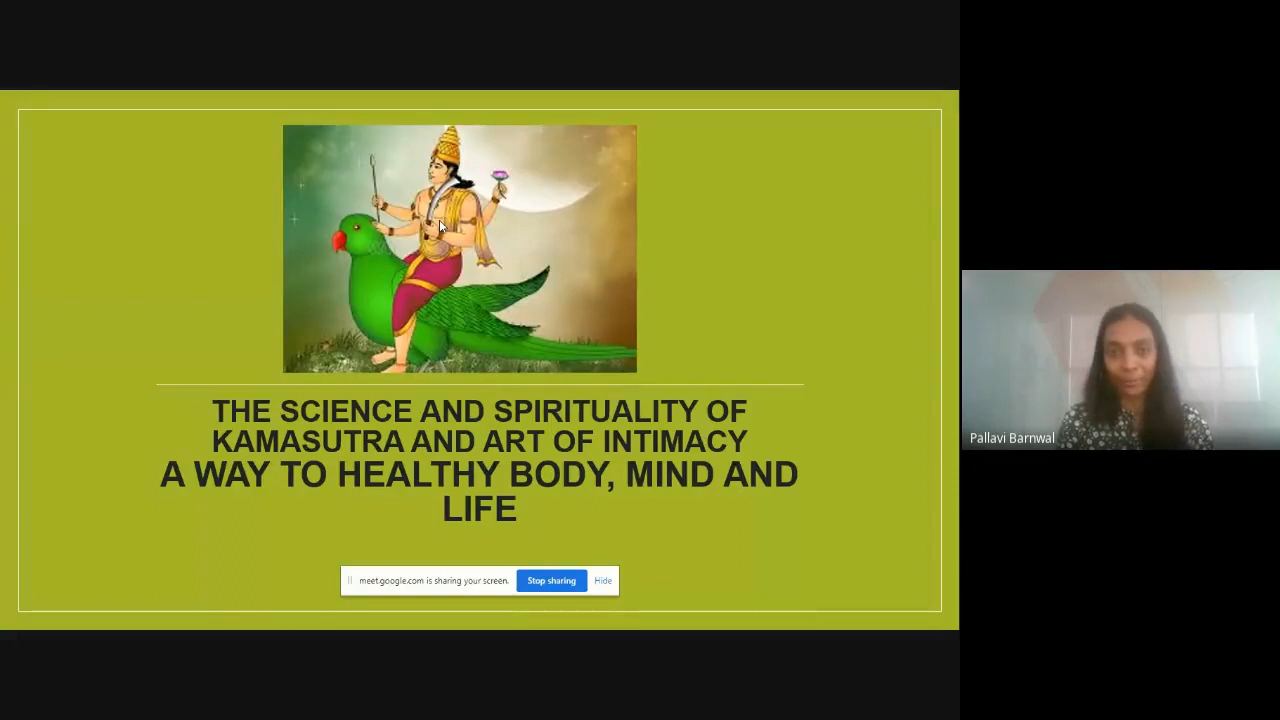 THE SCIENCE AND SPIRITUALITY OF
KAMASUTRA AND ART OF INTIMACY
A WAY TO HEALTHY BODY, MIND AND
LIFE
meet.google.com is sharing your screen. Stop sharing Hide
Pallavi Barnwal